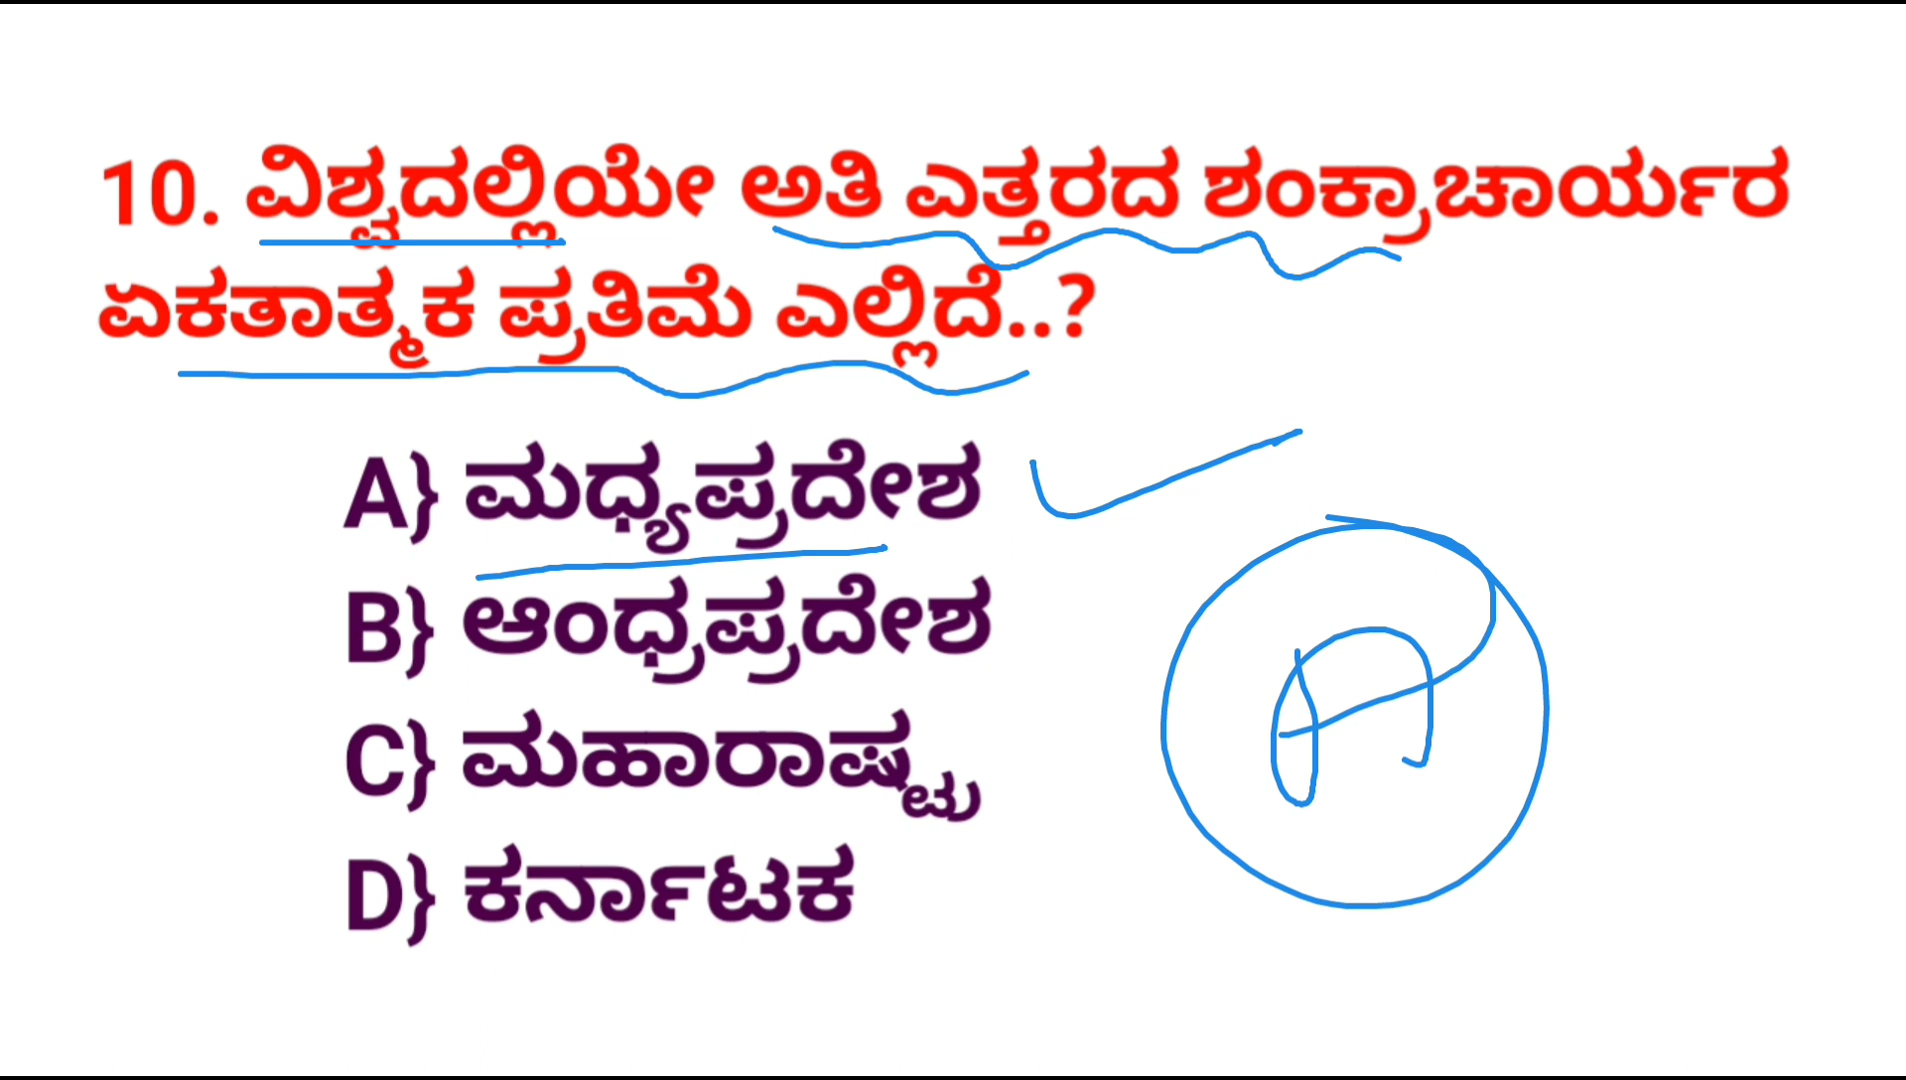 10. ವಿಶ್ವದಲ್ಲಿಯೇ ಅತಿ ಎತ್ತರದ ಶಂಕ್ರಾಚಾರ್ಯರ
ಏಕತಾತ್ಮಕ ಪ್ರತಿಮೆ ಎಲ್ಲಿದೆ..?
A} ಮಧ್ಯಪ್ರದೇಶ
B} ಆಂಧ್ರಪ್ರದೇಶ
C} ಮಹಾರಾಷ್ಟ್ರ
D} ಕರ್ನಾಟಕ